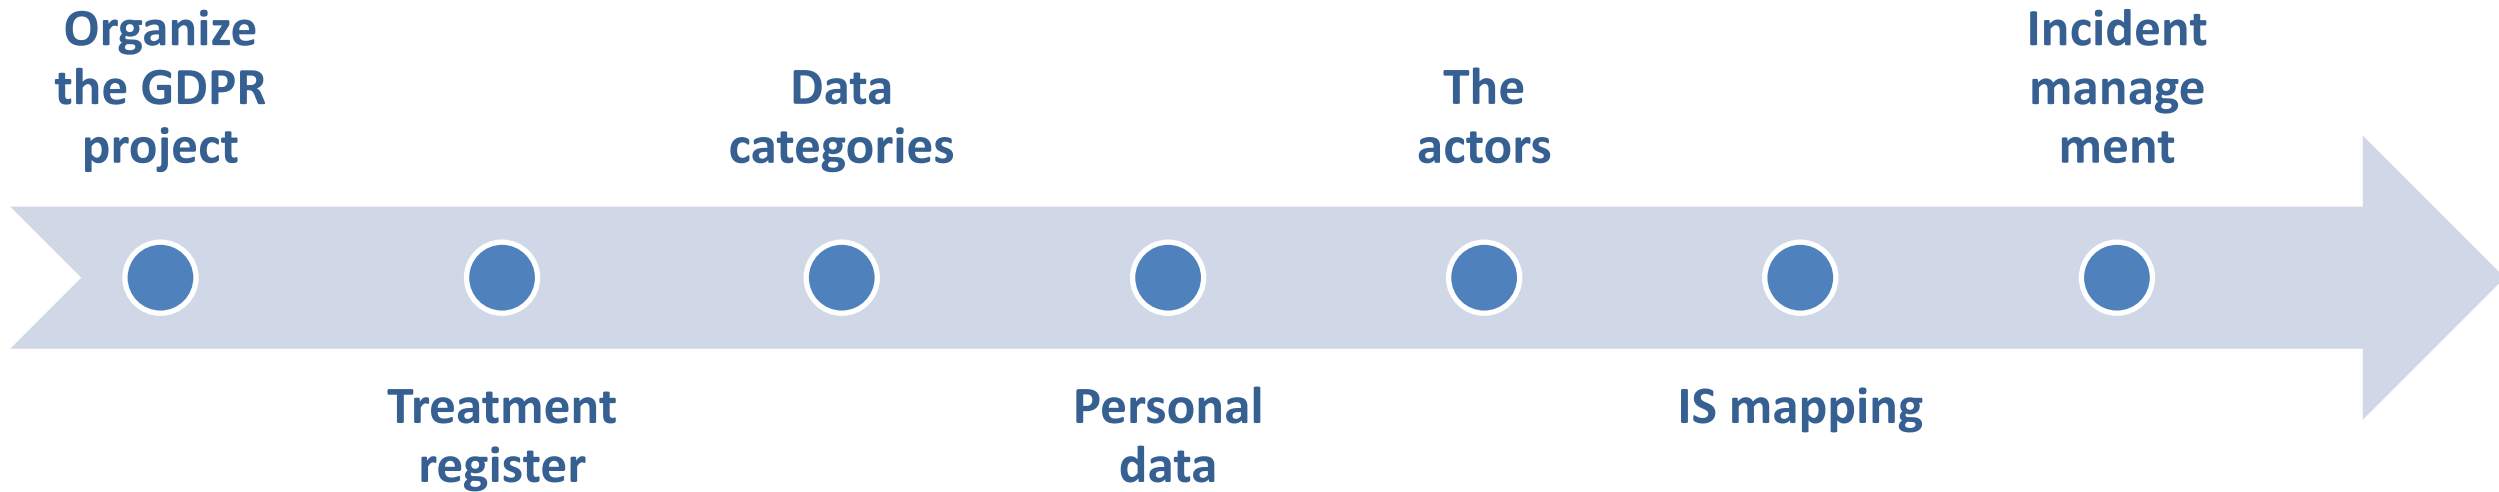 Organize
the GDPR
project
Treatment
register
Data
categories
Personal
data
The
actors
IS mapping
Incident
manage
ment